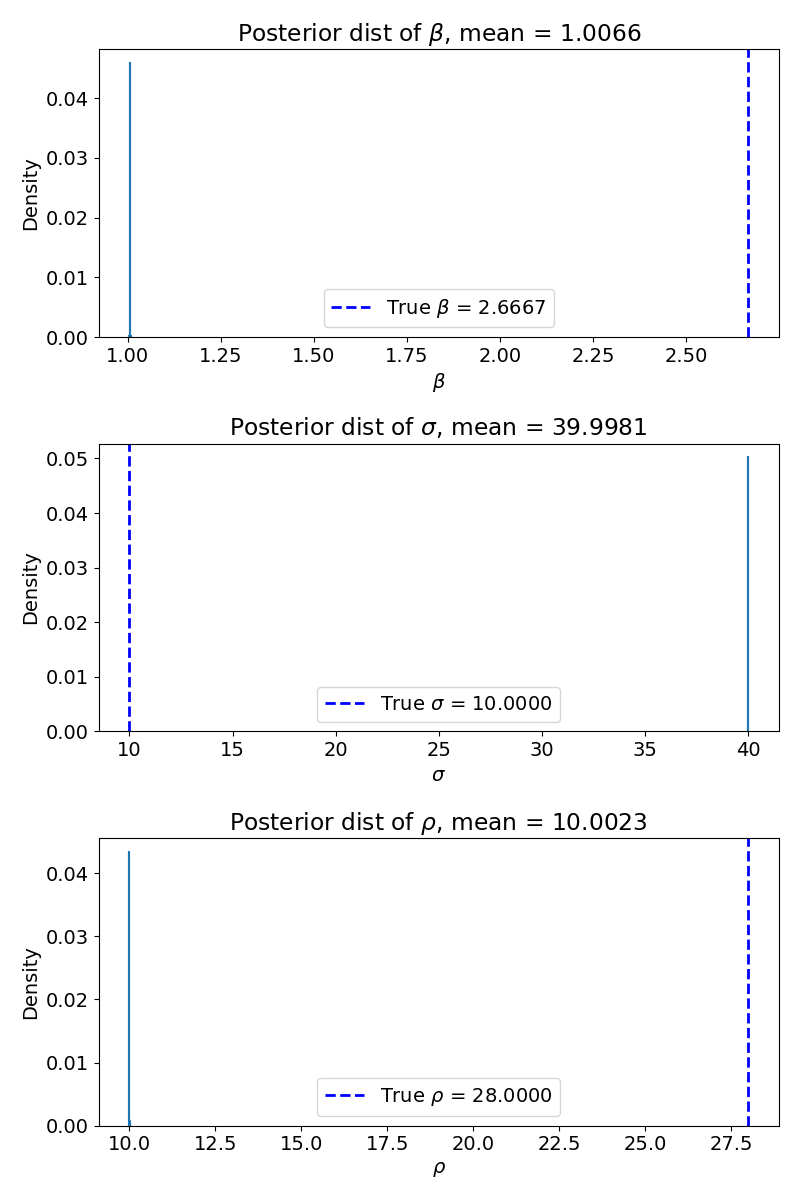 Posterior dist of β, mean = 1.0066
Density
0.04
0.03
0.02
0.01
0.00
True β = 2.6667
1.00 1.25 1.50 1.75 2.00 2.25 2.50
β
Posterior dist of σ, mean = 39.9981
Density
0.05
0.04
0.03
0.02
0.01
0.00
True σ = 10.0000
10 15 20 25 30 35 40
σ
Posterior dist of ρ, mean = 10.0023
Density
0.04
0.03
0.02
0.01
0.00
True ρ = 28.0000
10.0 12.5 15.0 17.5 20.0 22.5 25.0 27.5
ρ